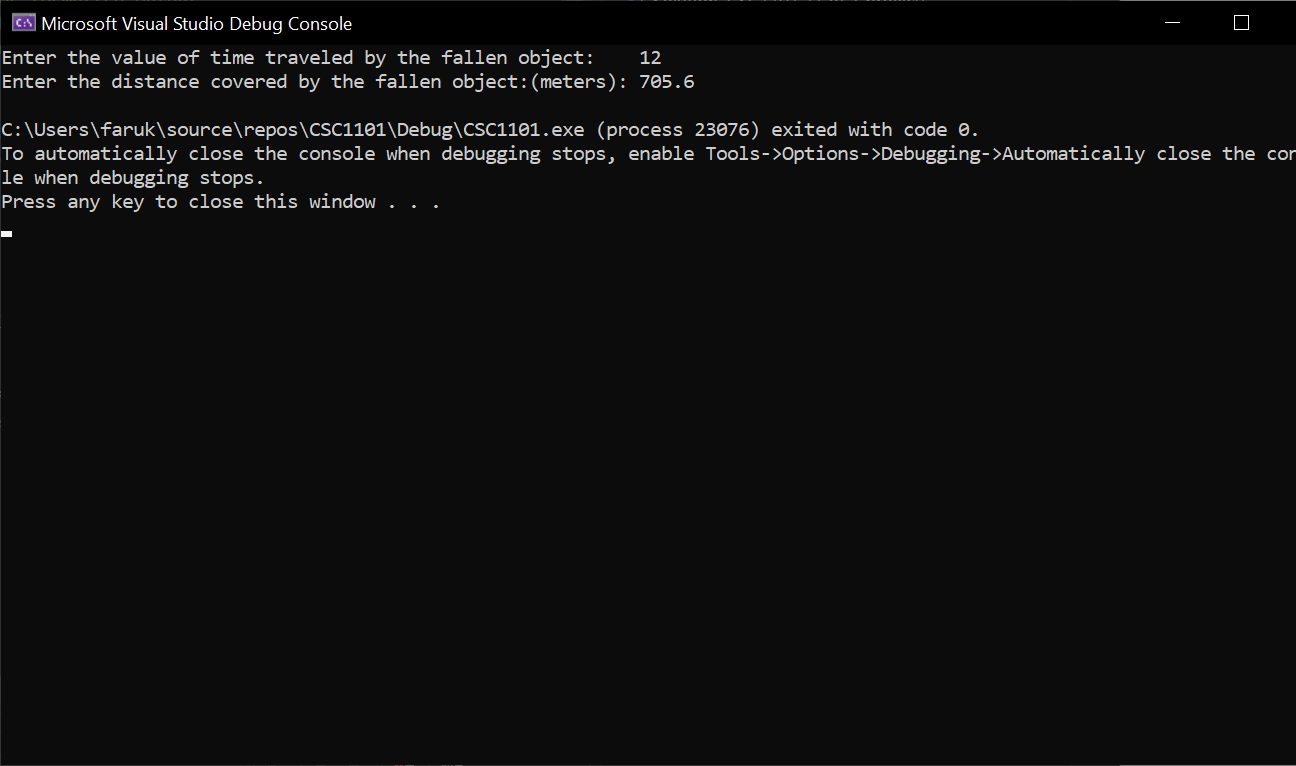 Microsoft Visual Studio Debug Console
Enter the value of time traveled by the fallen object:    12
Enter the distance covered by the fallen object:(meters): 705.6
C:\Users\faruk\source\repos\CSC1101\Debug\CSC1101.exe (process 23076) exited with code 0.
To automatically close the console when debugging stops, enable Tools->Options->Debugging->Automatically close the con
le when debugging stops.
Press any key to close this window . . .